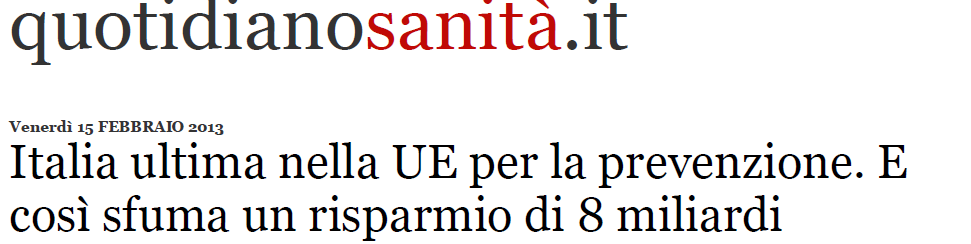 quotidianosanità.it
Venerdì 15 FEBBRAIO 2013
Italia ultima nella UE per la prevenzione. E
così sfuma un risparmio di 8 miliardi